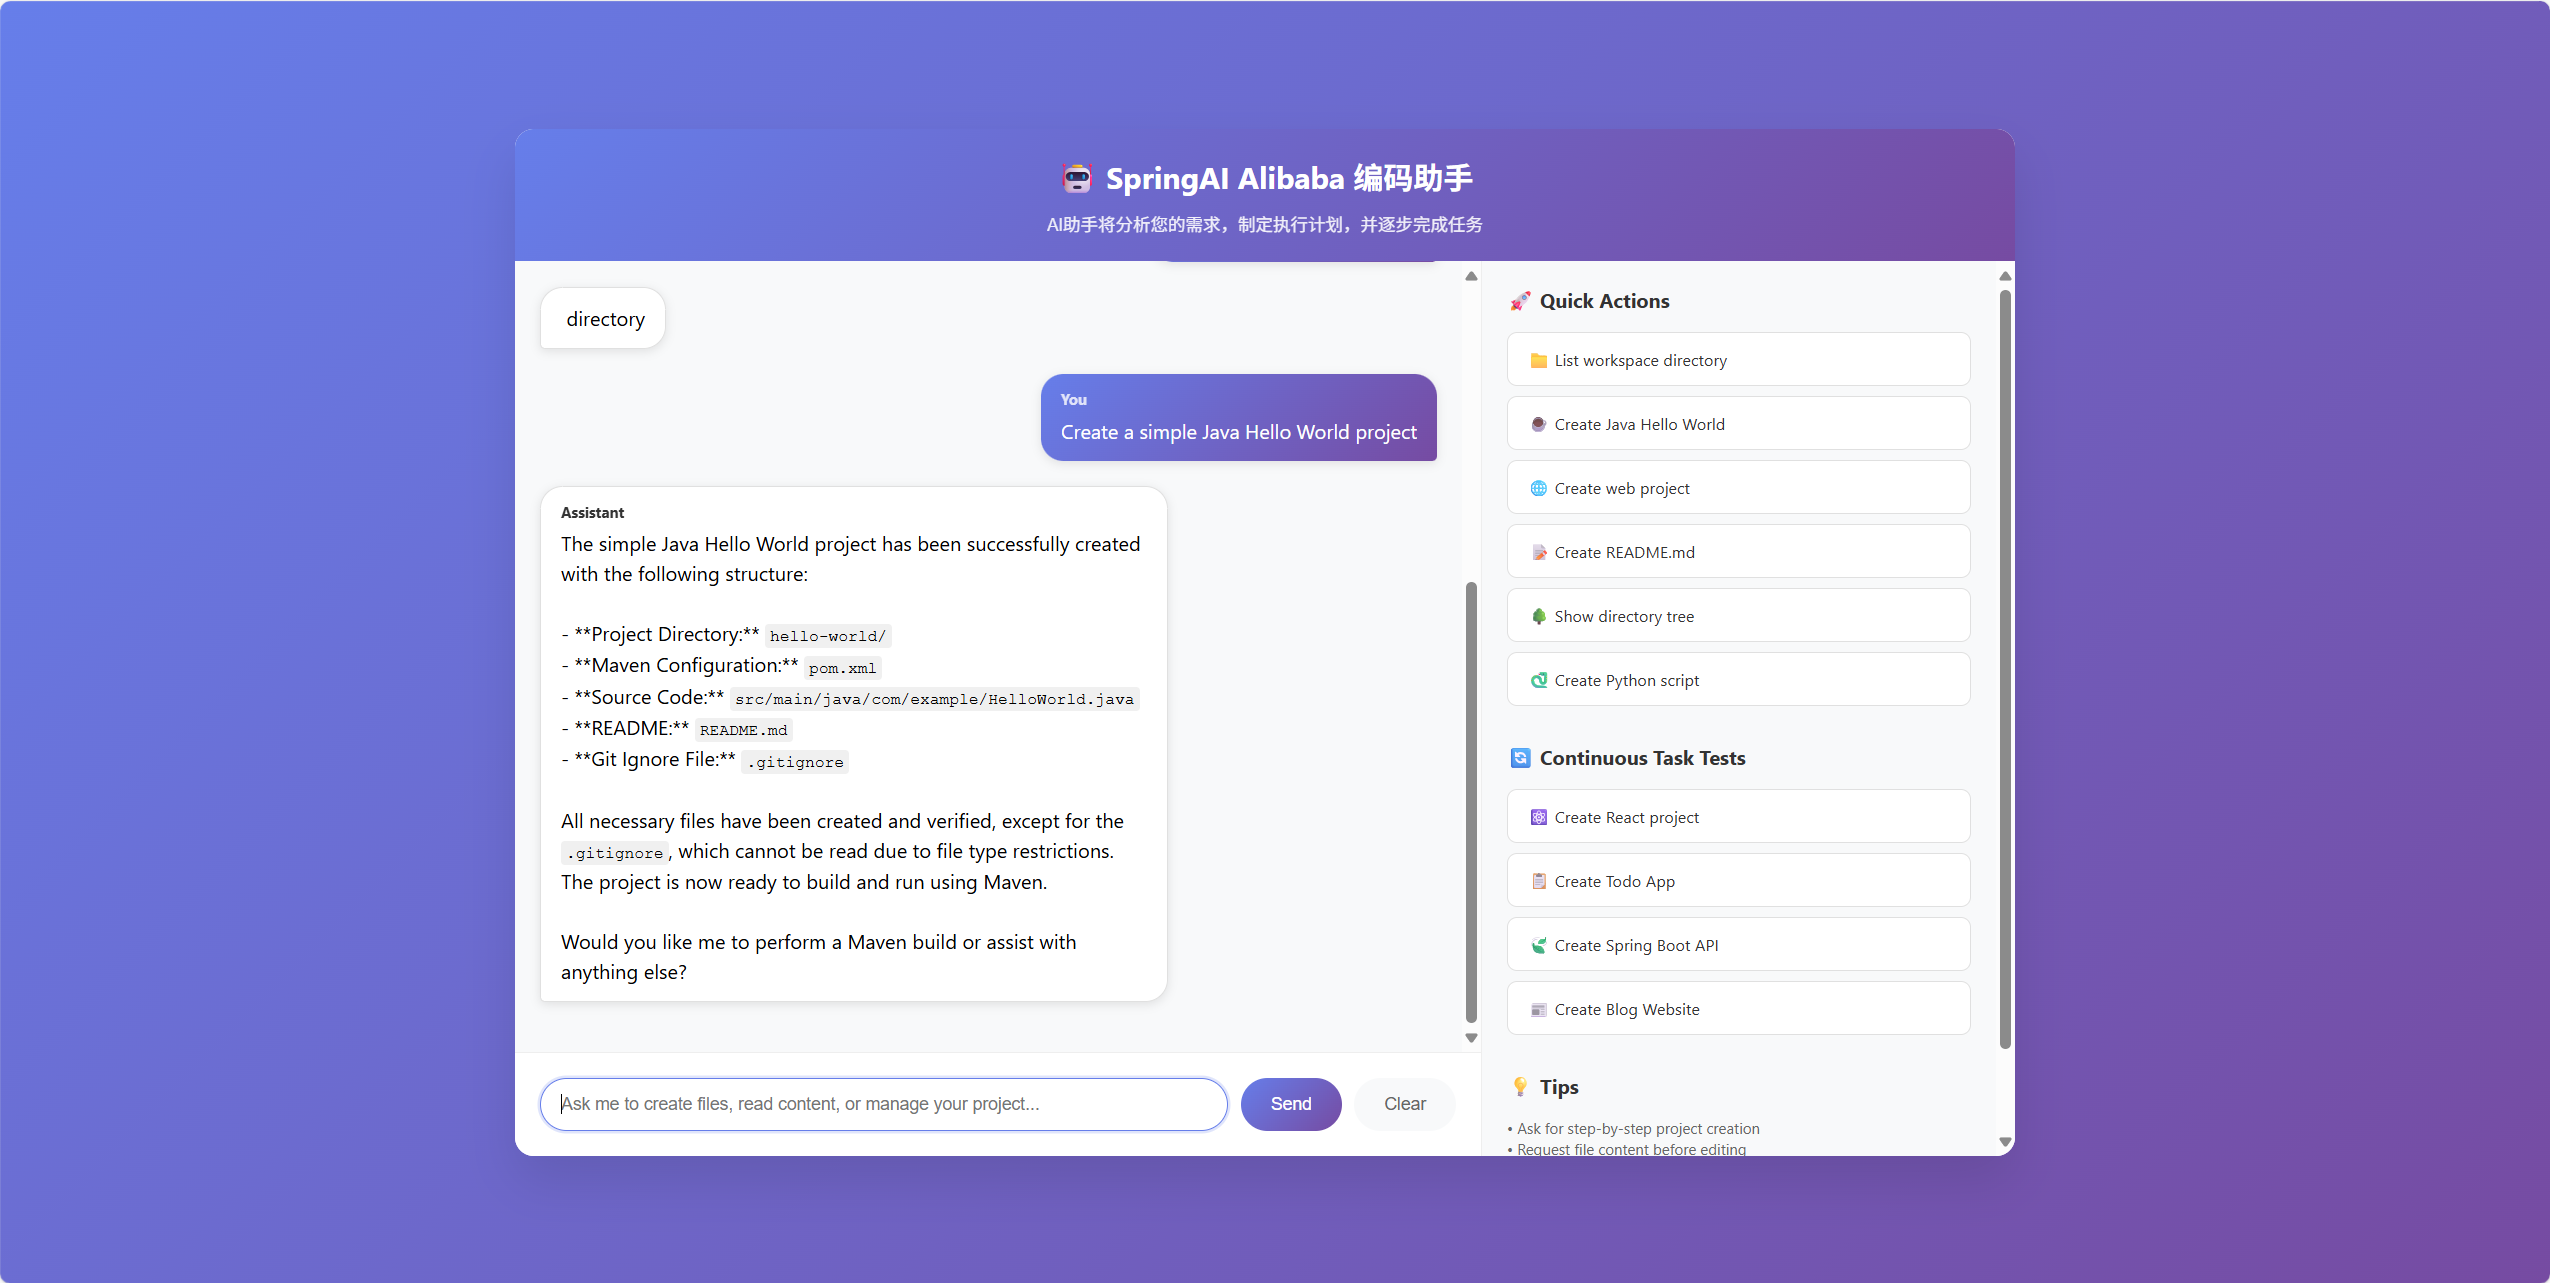 SpringAI Alibaba 编码助手
AI助手将分析您的需求，制定执行计划，并逐步完成任务
directory
You
Create a simple Java Hello World project
Assistant
The simple Java Hello World project has been successfully created
with the following structure:
- **Project Directory:** hello-world/
- **Maven Configuration:** pom.xml
- **Source Code:** src/main/java/com/example/HelloWorld.java
- **README:** README.md
- **Git Ignore File:** .gitignore
All necessary files have been created and verified, except for the
.gitignore, which cannot be read due to file type restrictions.
The project is now ready to build and run using Maven.
Would you like me to perform a Maven build or assist with
anything else?
Ask me to create files, read content, or manage your project...
Send
Clear
Quick Actions
List workspace directory
Create Java Hello World
Create web project
Create README.md
Show directory tree
Create Python script
Continuous Task Tests
Create React project
Create Todo App
Create Spring Boot API
Create Blog Website
Tips
• Ask for step-by-step project creation
• Request file content before editing